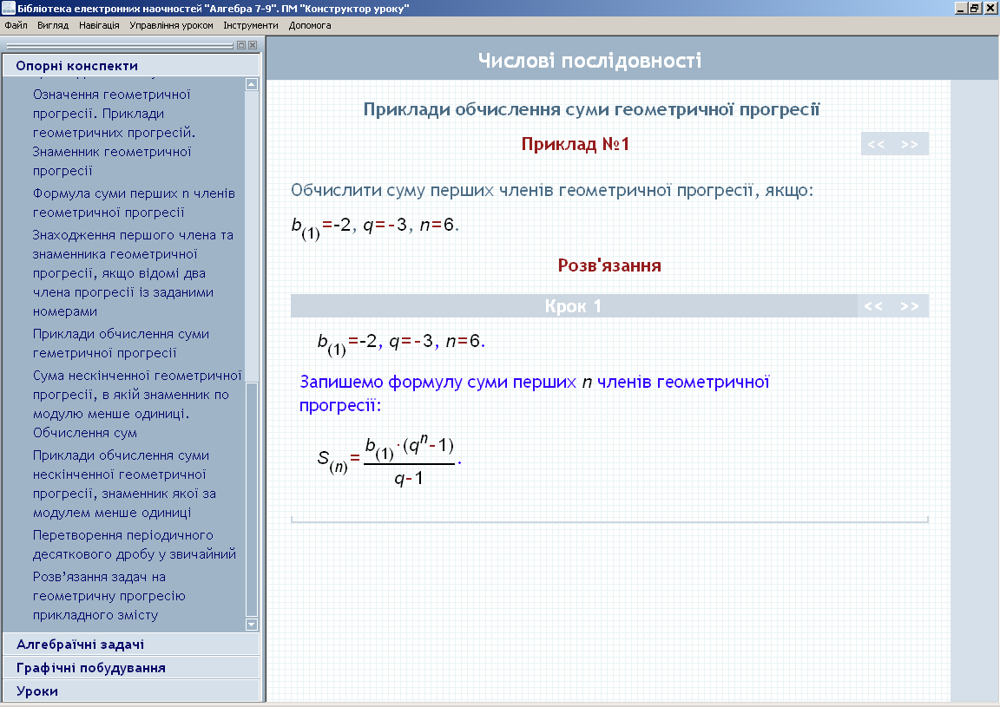 Бібліотека електронних наочностей "Алгебра 7-9". ПМ "Конструктор уроку"
Файл Вигляд Навігація Управління уроком Інструменти Допомога
Опорні конспекти
Означення геометричної
прогресії. Приклади
геометричних прогресій.
Знаменник геометричної
прогресії
Формула суми перших n членів
геометричної прогресії
Знаходження першого члена та
знаменника геометричної
прогресії, якщо відомі два
члена прогресії із заданими
номерами
Приклади обчислення суми
геметричної прогресії
Сума нескінченної геометричної
прогресії, в якій знаменник по
модулю менше одиниці.
Обчислення сум
Приклади обчислення суми
нескінченної геометричної
прогресії, знаменник якої за
модулем менше одиниці
Перетворення періодичного
десяткового дробу у звичайний
Розв’язання задач на
геометричну прогресію
прикладного змісту
Алгебраїчні задачі
Графічні побудування
Уроки
Числові послідовності
Приклади обчислення суми геометричної прогресії
Приклад №1 << >>
Обчислити суму перших членів геометричної прогресії, якщо:
b(1)=-2, q=-3, n=6.
Розв'язання
Крок 1 << >>
b(1)=-2, q=-3, n=6.
Запишемо формулу суми перших n членів геометричної
прогресії:
b(1)·(q^n-1)
S(n)= .
q-1